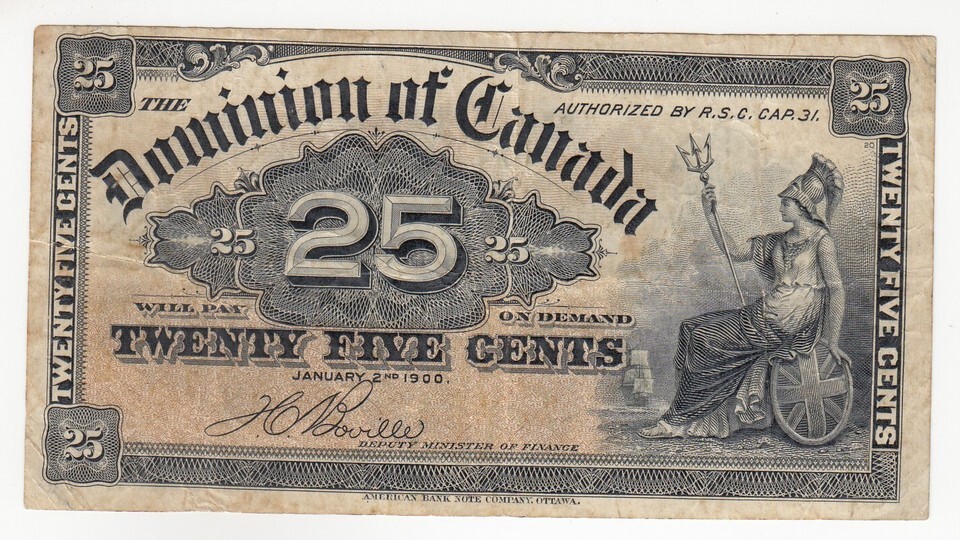 25
25
THE
Dominion of Canada
AUTHORIZED BY R.S.C. CAP. 31.
20
TWENTY FIVE CENTS
25
25
25
TWENTY FIVE CENTS
WILL PAY
ON DEMAND
TWENTY FIVE CENTS
JANUARY 2ND 1900.
H C Boville
DEPUTY MINISTER OF FINANCE
25
AMERICAN BANK NOTE COMPANY, OTTAWA.